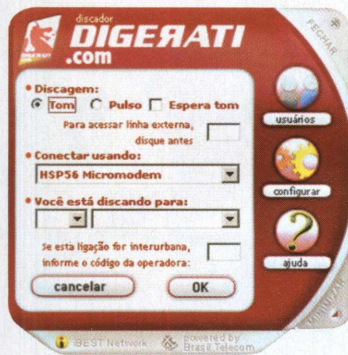 discador
DIGERATI
.com
FECHAR
Discagem:
Tom Pulso Espera tom
Para acessar linha externa,
disque antes
Conectar usando:
HSP56 Micromodem
Você está discando para:
Se esta ligação for interurbana,
informe o código da operadora:
cancelar OK
usuários
configurar
ajuda
iBEST Network
powered by
Brasil Telecom